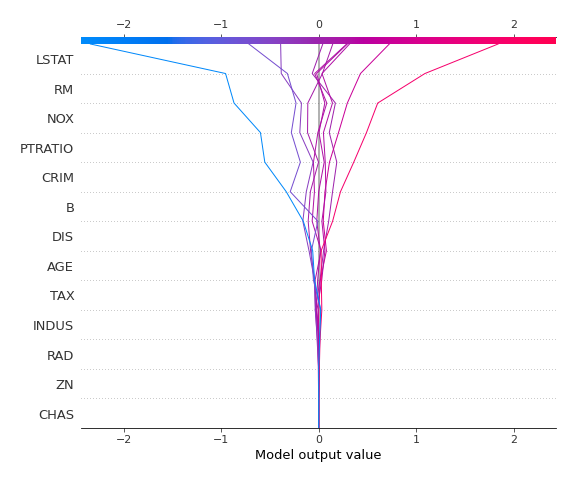 −2 −1 0 1 2
LSTAT
RM
NOX
PTRATIO
CRIM
B
DIS
AGE
TAX
INDUS
RAD
ZN
CHAS
−2 −1 0 1 2
Model output value